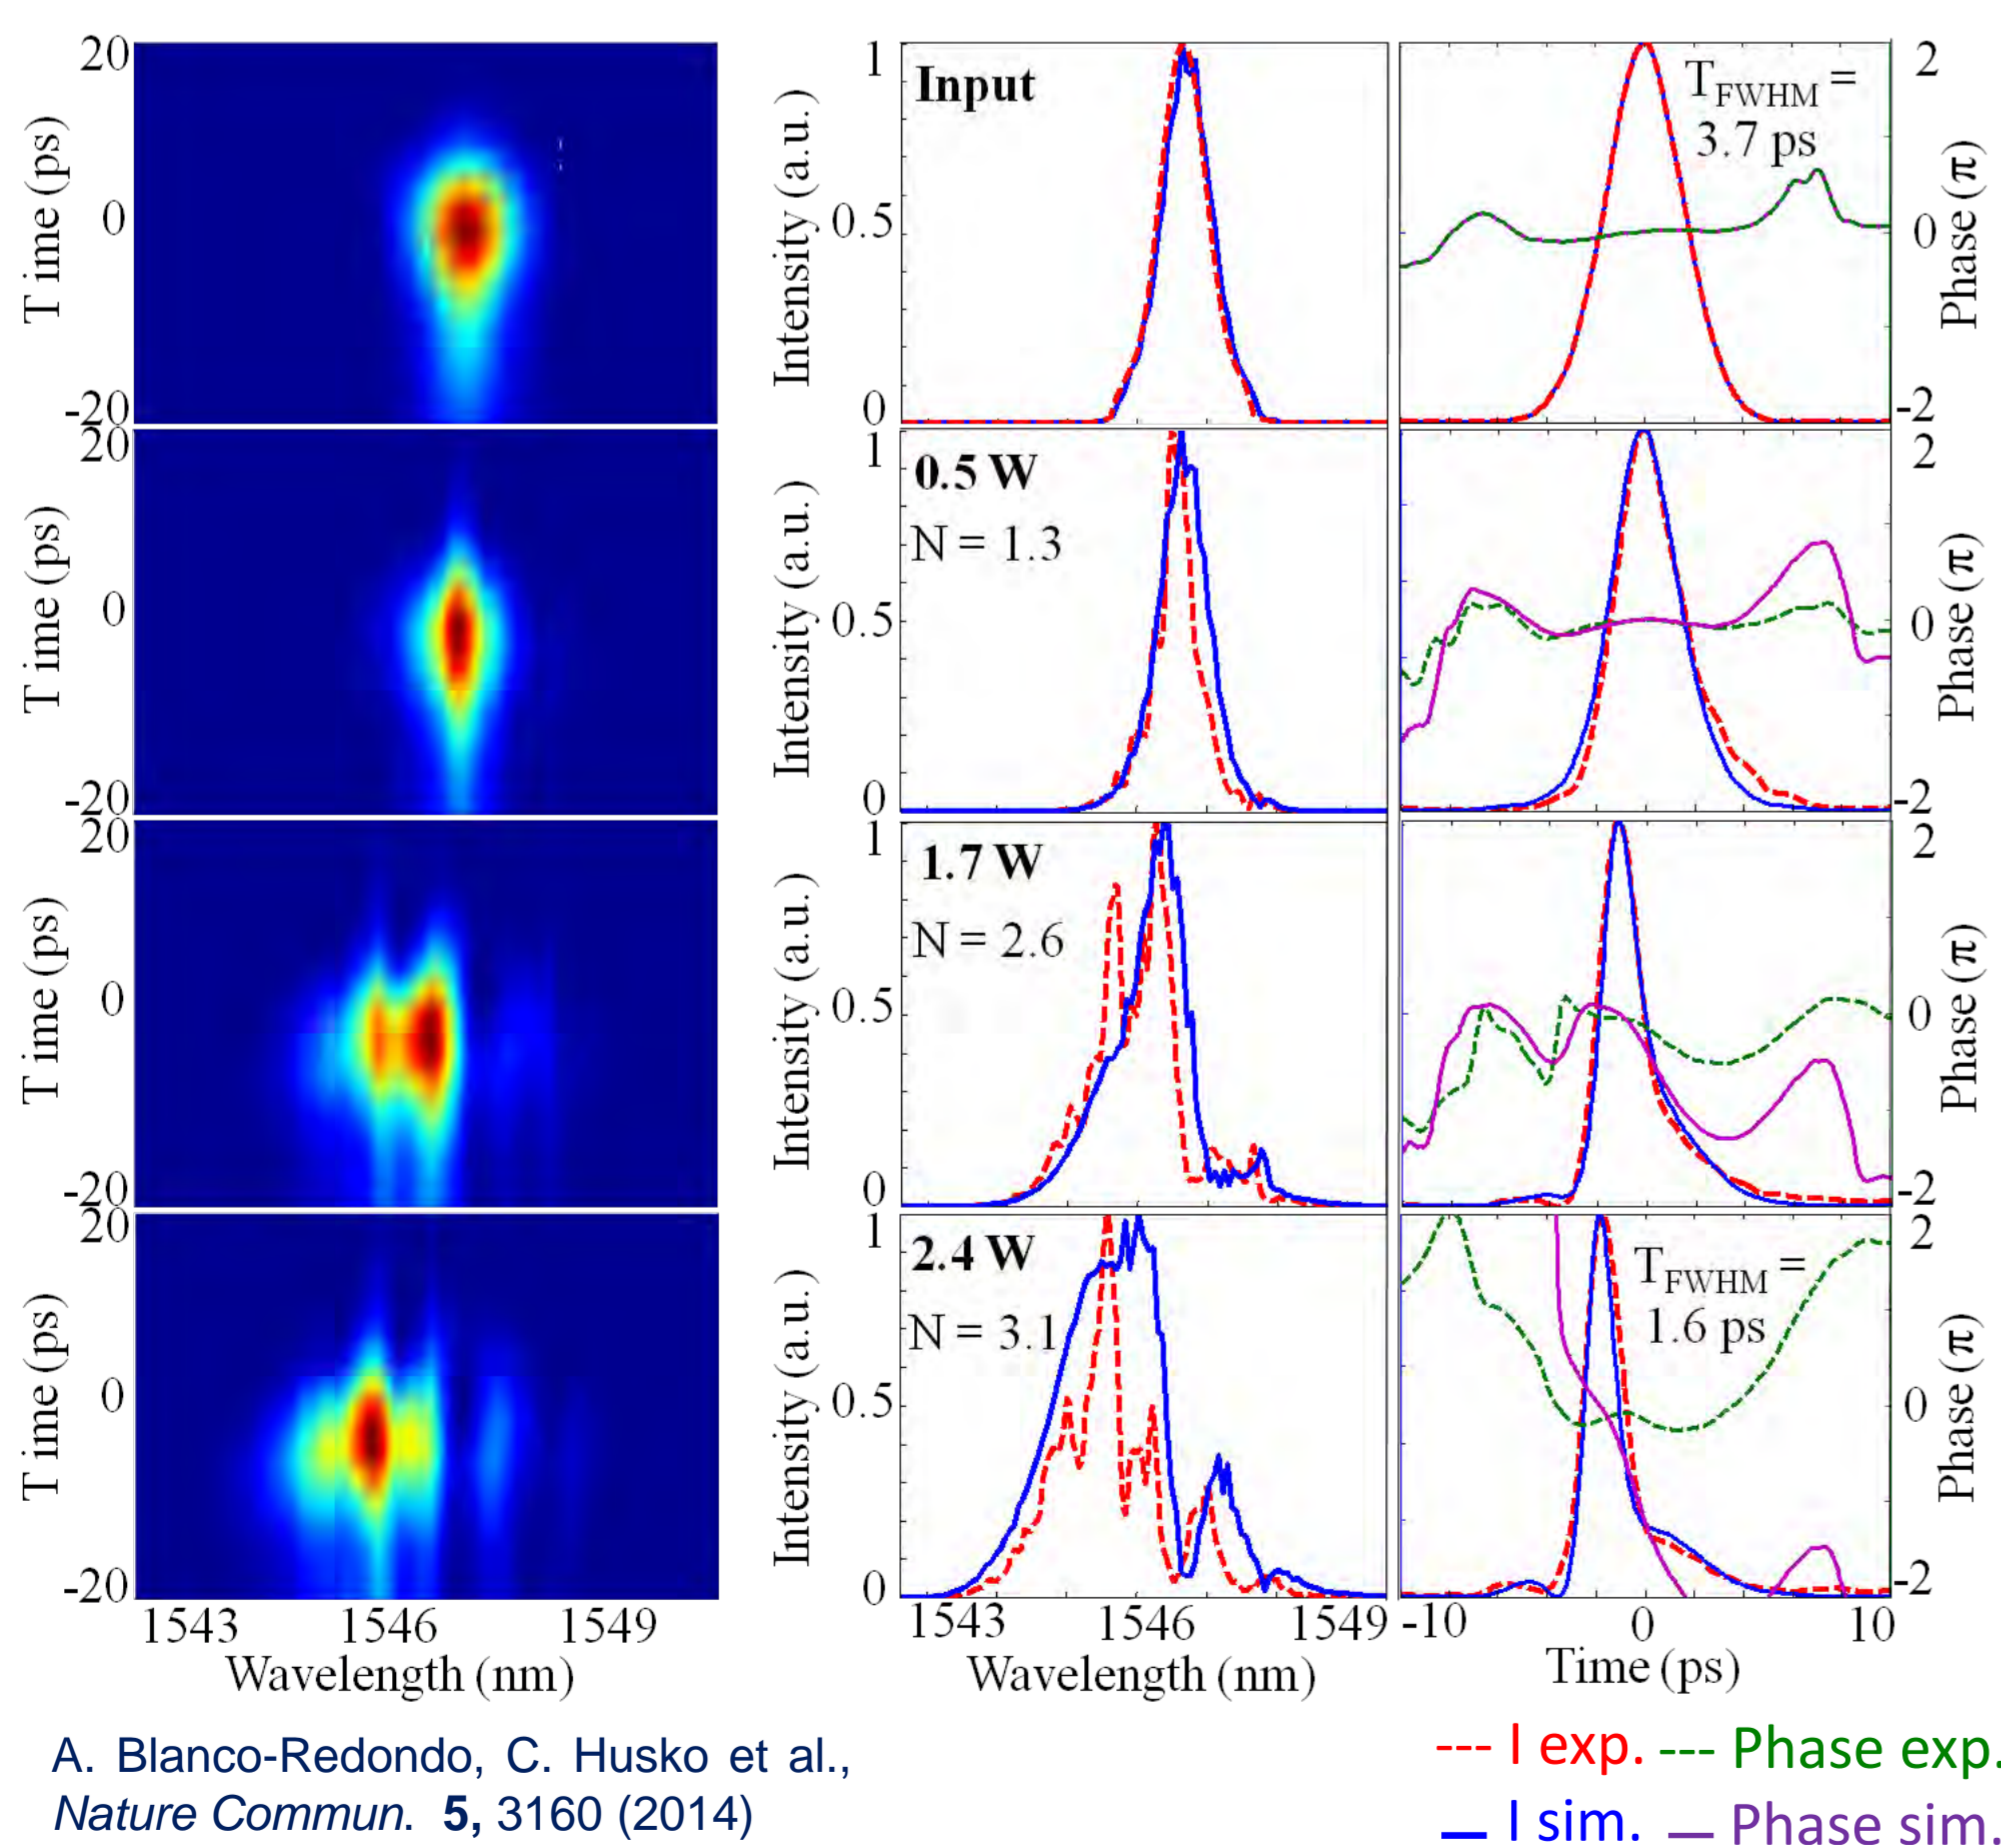 20
0
-20
T ime (ps)
1
0.5
0
Intensity (a.u.)
Input
T_FWHM =
3.7 ps
2
0
-2
Phase (π)
20
0
-20
T ime (ps)
1
0.5
0
Intensity (a.u.)
0.5 W
N = 1.3
2
0
-2
Phase (π)
20
0
-20
T ime (ps)
1
0.5
0
Intensity (a.u.)
1.7 W
N = 2.6
2
0
-2
Phase (π)
20
0
-20
T ime (ps)
1
0.5
0
Intensity (a.u.)
2.4 W
N = 3.1
T_FWHM =
1.6 ps
2
0
-2
Phase (π)
1543 1546 1549
Wavelength (nm)
1543 1546 1549
Wavelength (nm)
-10 0 10
Time (ps)
A. Blanco-Redondo, C. Husko et al.,
Nature Commun. 5, 3160 (2014)
--- I exp. --- Phase exp.
— I sim. — Phase sim.